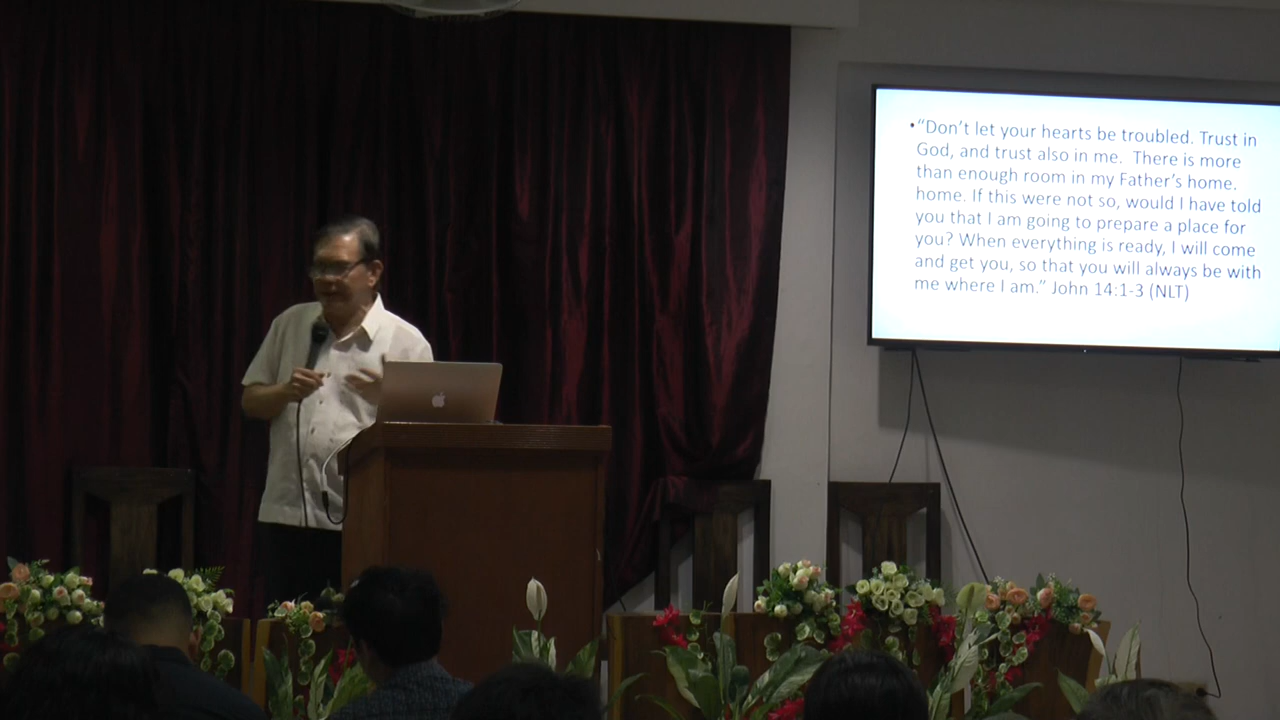 •“Don’t let your hearts be troubled. Trust in
God, and trust also in me.  There is more
than enough room in my Father’s home.
home. If this were not so, would I have told
you that I am going to prepare a place for
you? When everything is ready, I will come
and get you, so that you will always be with
me where I am.” John 14:1-3 (NLT)